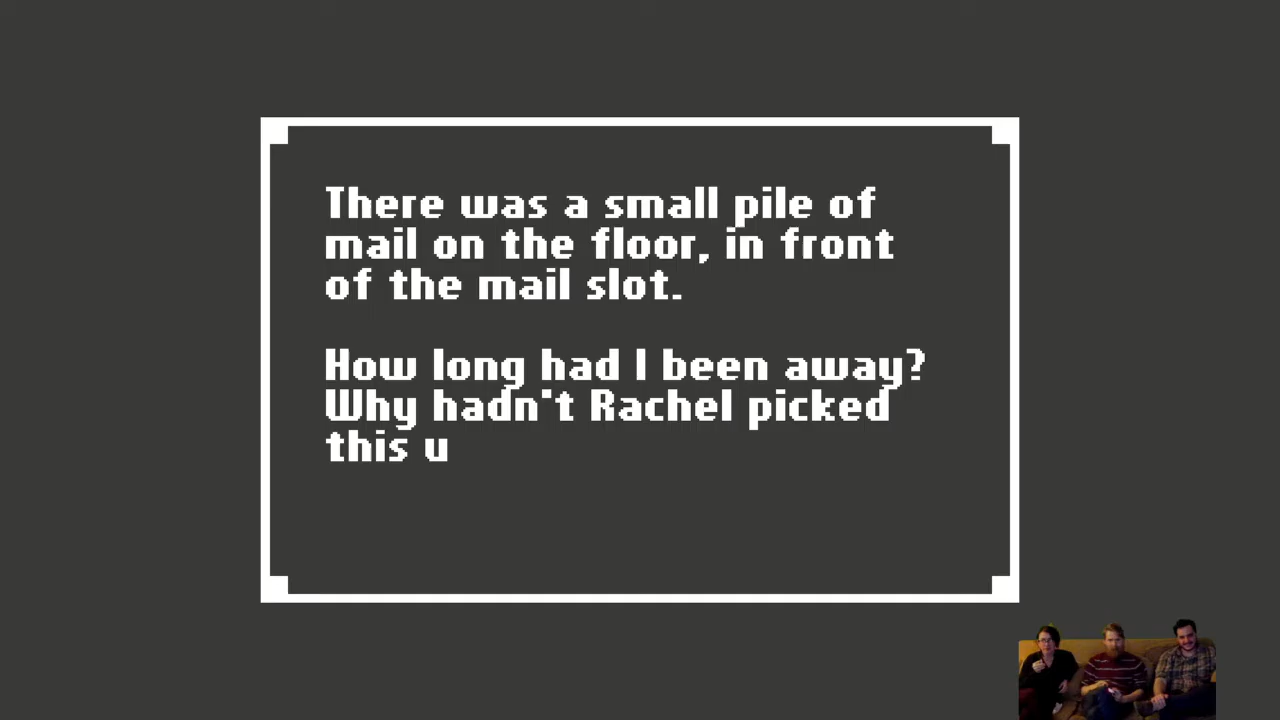 There was a small pile of
mail on the floor, in front
of the mail slot.
How long had I been away?
Why hadn't Rachel picked
this u